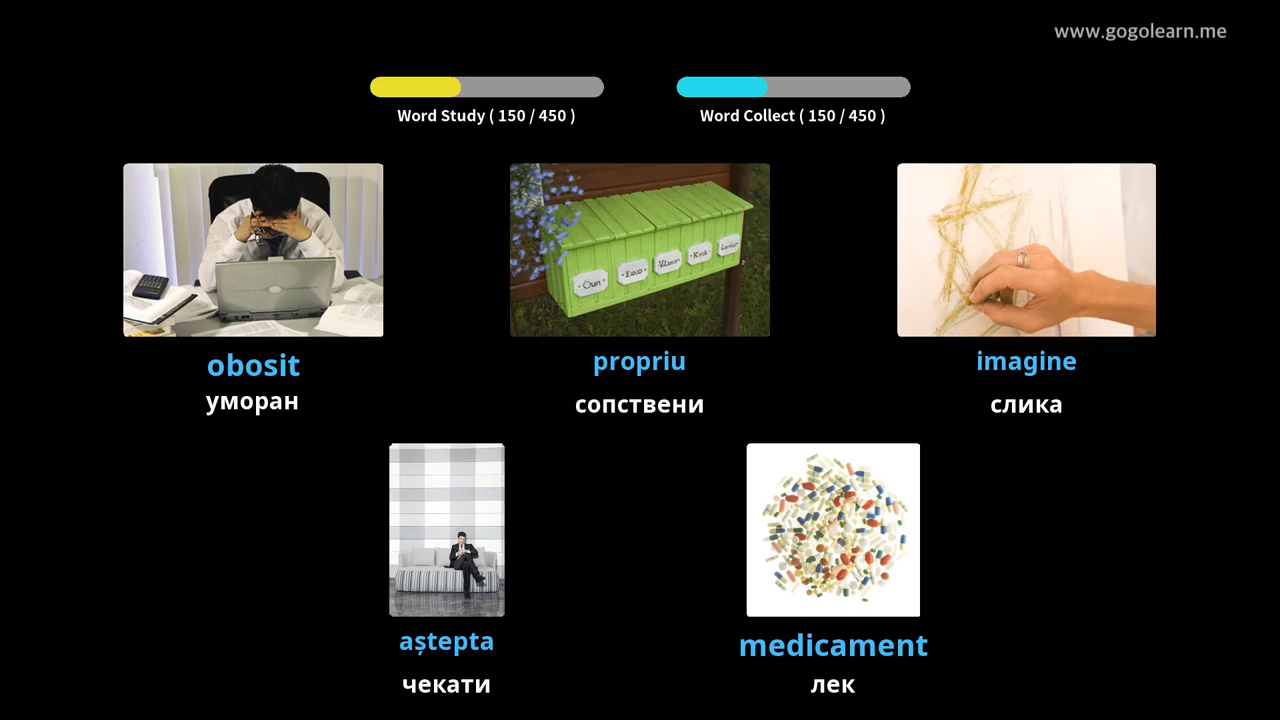 www.gogolearn.me
Word Study ( 150 / 450 )
Word Collect ( 150 / 450 )
obosit
propriu
imagine
уморан
сопствени
слика
aștepta
medicament
чекати
лек